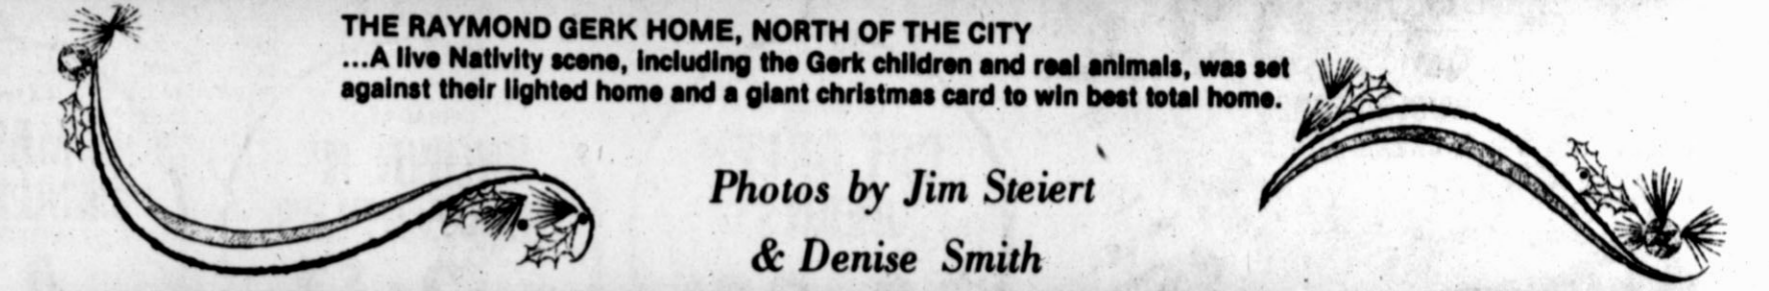 THE RAYMOND GERK HOME, NORTH OF THE CITY
...A live Nativity scene, including the Gerk children and real animals, was set
against their lighted home and a giant christmas card to win best total home.
Photos by Jim Steiert
& Denise Smith